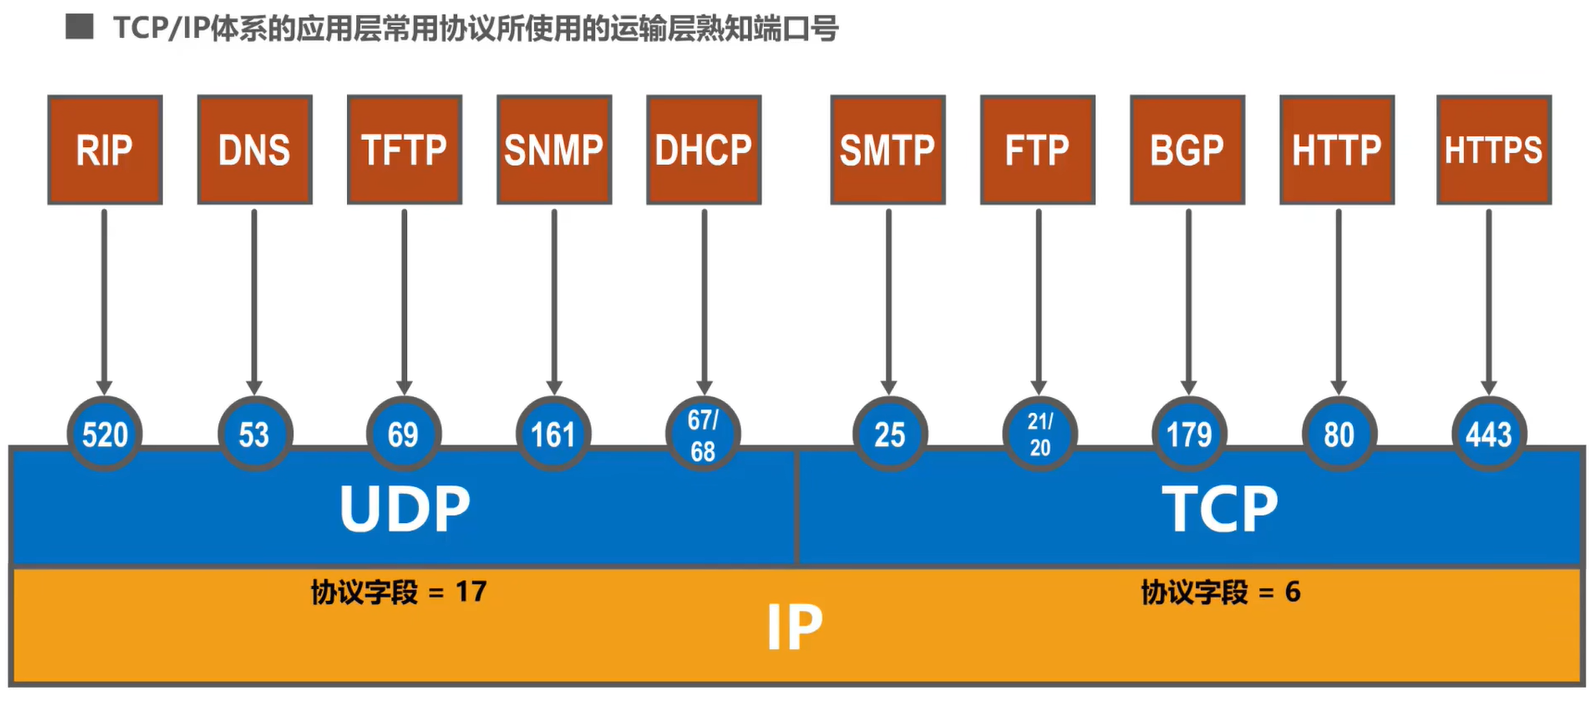 TCP/IP体系的应用层常用协议所使用的运输层熟知端口号
RIP
DNS
TFTP
SNMP
DHCP
SMTP
FTP
BGP
HTTP
HTTPS
520
53
69
161
67/
68
25
21/
20
179
80
443
UDP
TCP
协议字段 = 17
协议字段 = 6
IP